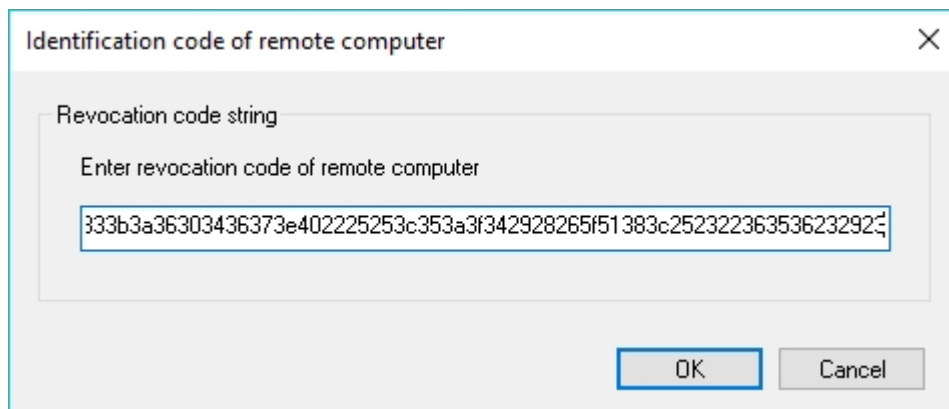 Identification code of remote computer
Revocation code string
Enter revocation code of remote computer
333b3a36303436373e402225253c353a3f342928265f51383c252322363536232923
OK
Cancel